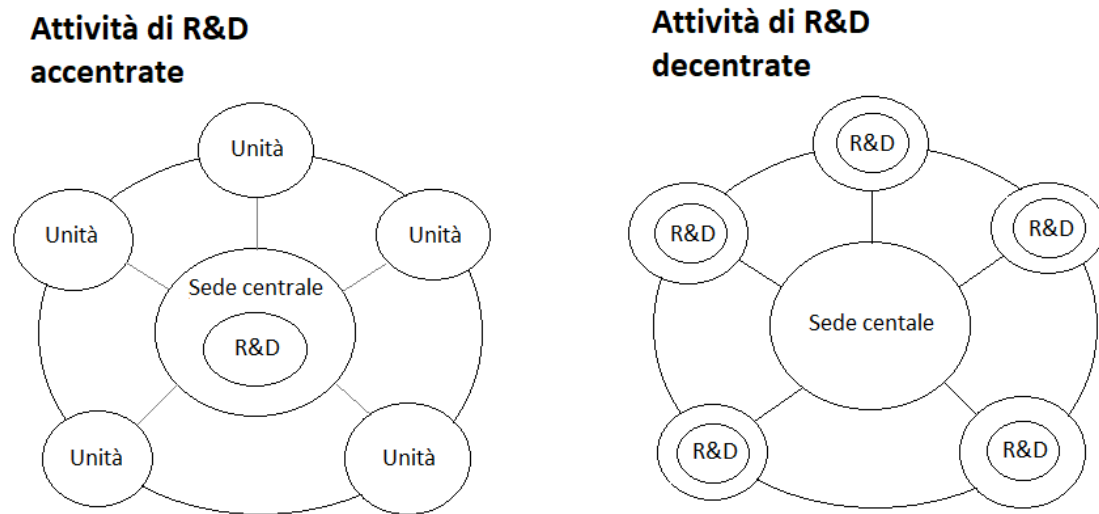 Attività di R&D
accentrate
Unità
Unità
Unità
Sede centrale
R&D
Unità
Unità
Attività di R&D
decentrate
R&D
R&D
R&D
Sede centale
R&D
R&D